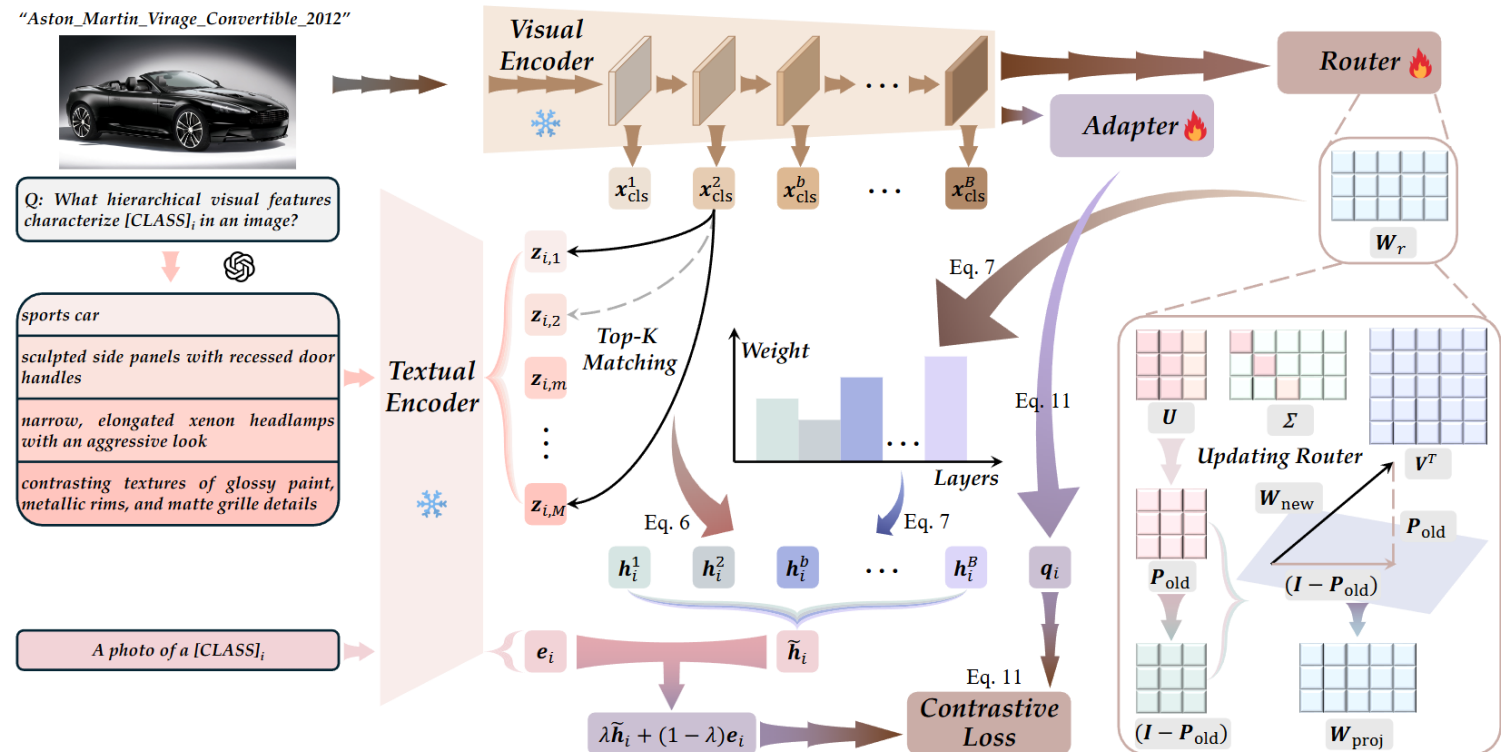 "Aston_Martin_Virage_Convertible_2012"
Visual
Encoder
Router
Adapter
x^1_cls
x^2_cls
x^b_cls
...
x^B_cls
W_r
Q: What hierarchical visual features
characterize [CLASS]_i in an image?
sports car
sculpted side panels with recessed door
handles
narrow, elongated xenon headlamps
with an aggressive look
contrasting textures of glossy paint,
metallic rims, and matte grille details
Textual
Encoder
z_{i,1}
z_{i,2}
z_{i,m}
⋮
z_{i,M}
Top-K
Matching
Eq. 7
Weight
...
Layers
Eq. 11
Eq. 6
Eq. 7
h^1_i
h^2_i
h^b_i
...
h^B_i
q_i
U
Σ
V^T
Updating Router
W_new
P_old
P_old
(I − P_old)
(I − P_old)
W_proj
A photo of a [CLASS]_i
e_i
h̃_i
Eq. 11
λh̃_i + (1 − λ)e_i
Contrastive
Loss